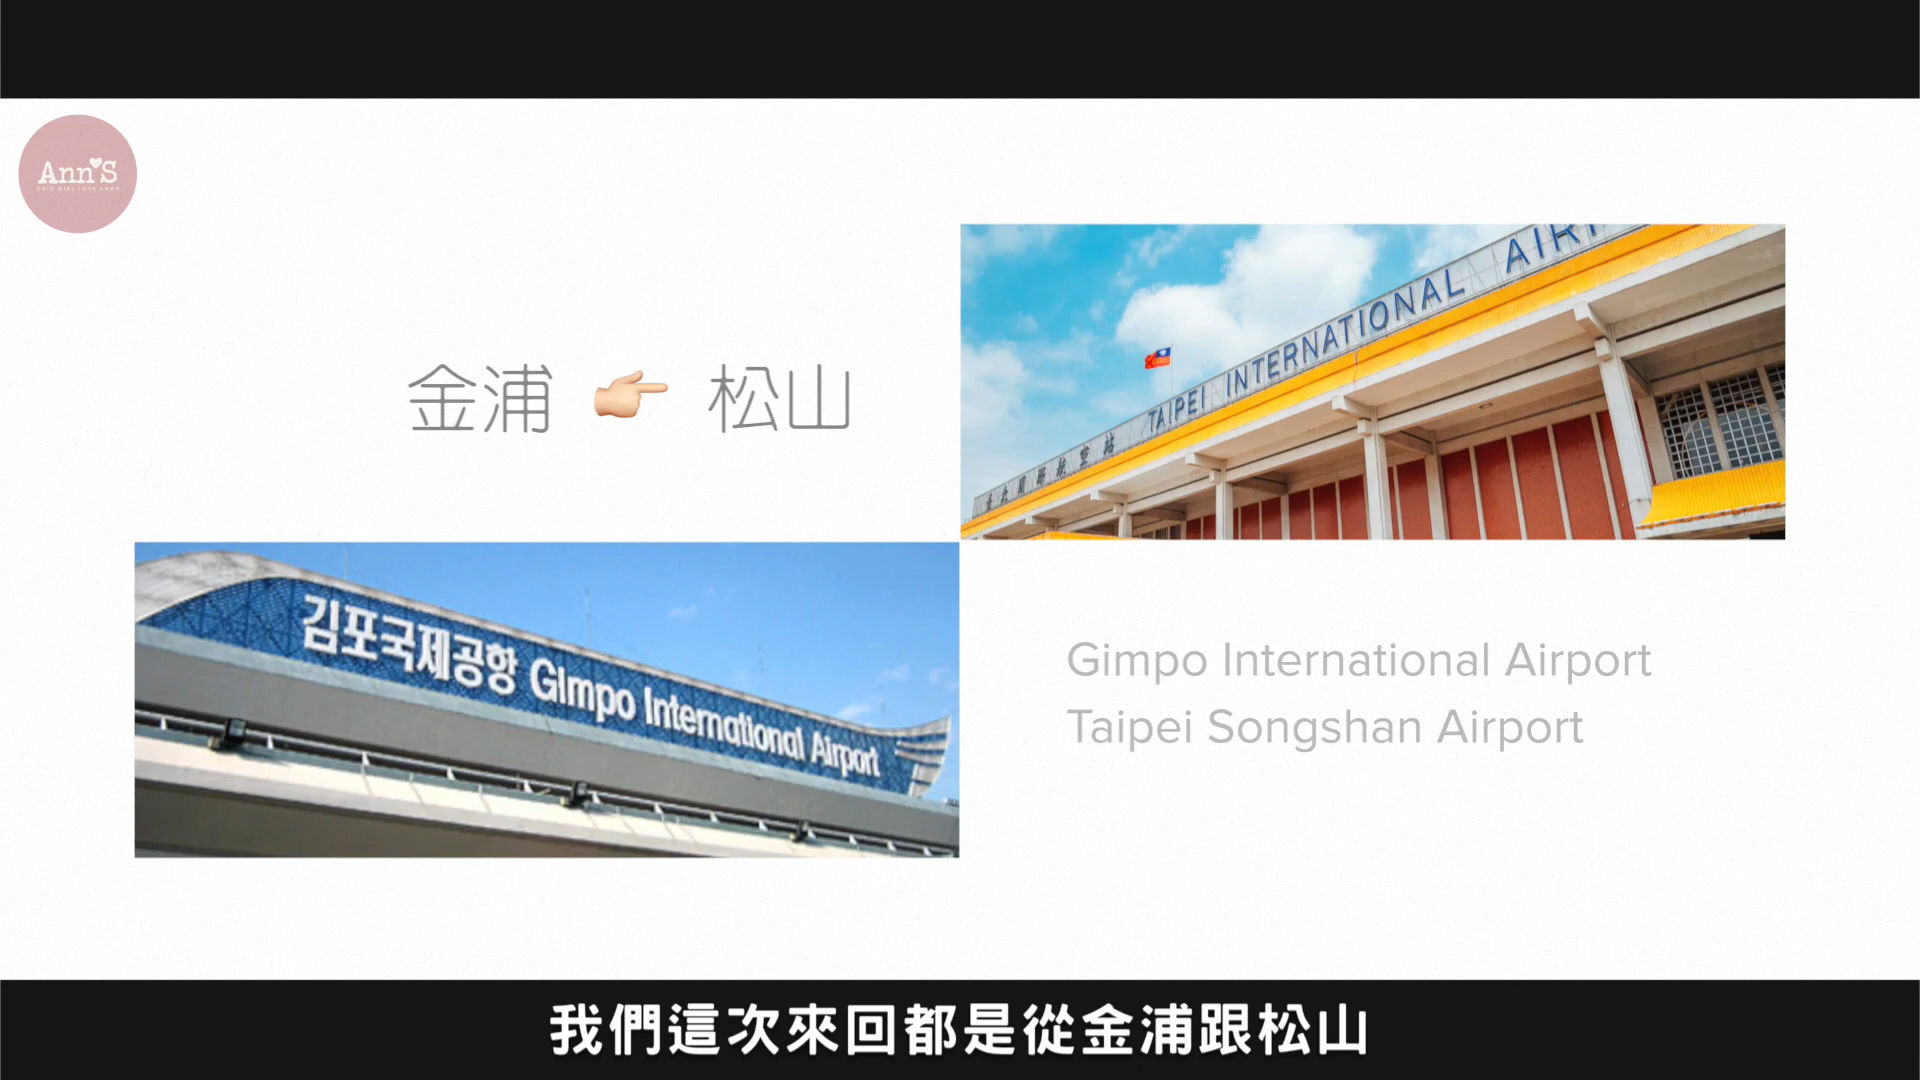 Ann♥S
金浦 👉🏻 松山
TAIPEI INTERNATIONAL AIRP
김포국제공항 Gimpo International Airport
Gimpo International Airport
Taipei Songshan Airport
我們這次來回都是從金浦跟松山